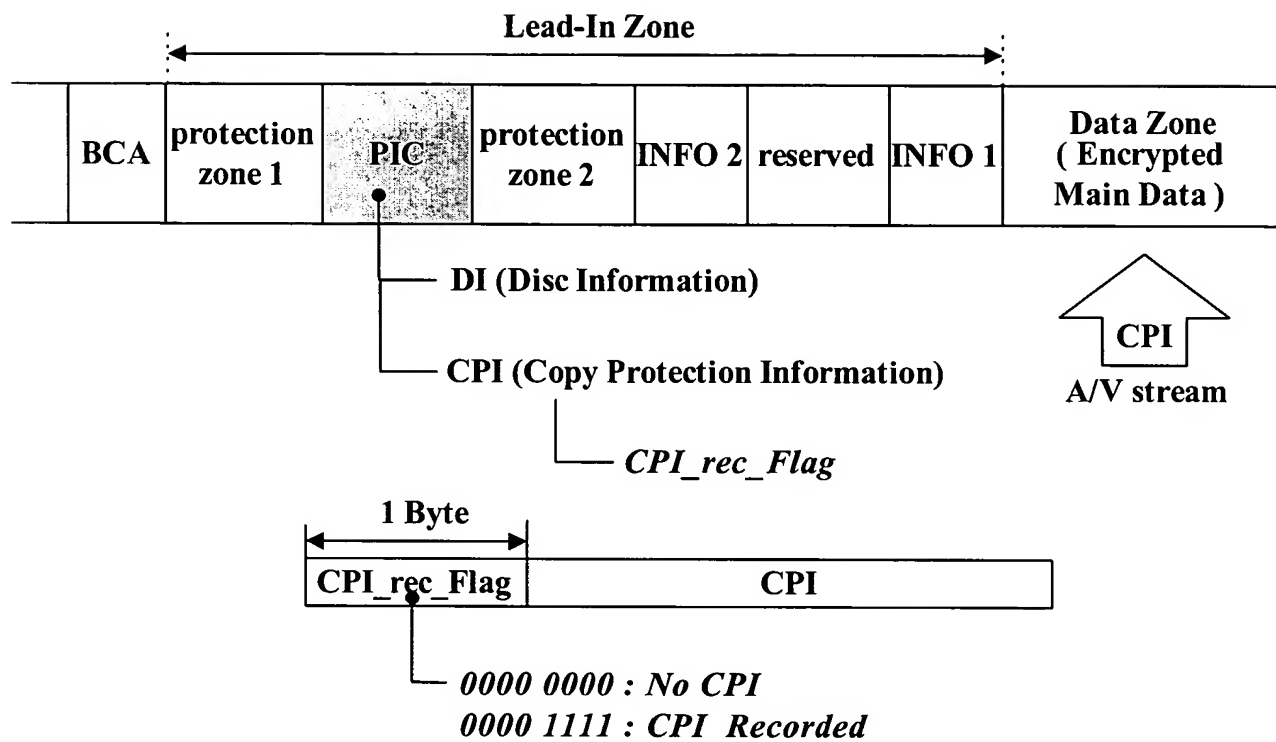 Lead-In Zone
BCA
protection
zone 1
PIC
protection
zone 2
INFO 2
reserved
INFO 1
Data Zone
( Encrypted
Main Data )
DI (Disc Information)
CPI (Copy Protection Information)
CPI_rec_Flag
CPI
A/V stream
1 Byte
CPI_rec_Flag
CPI
0000 0000 : No CPI
0000 1111 : CPI Recorded